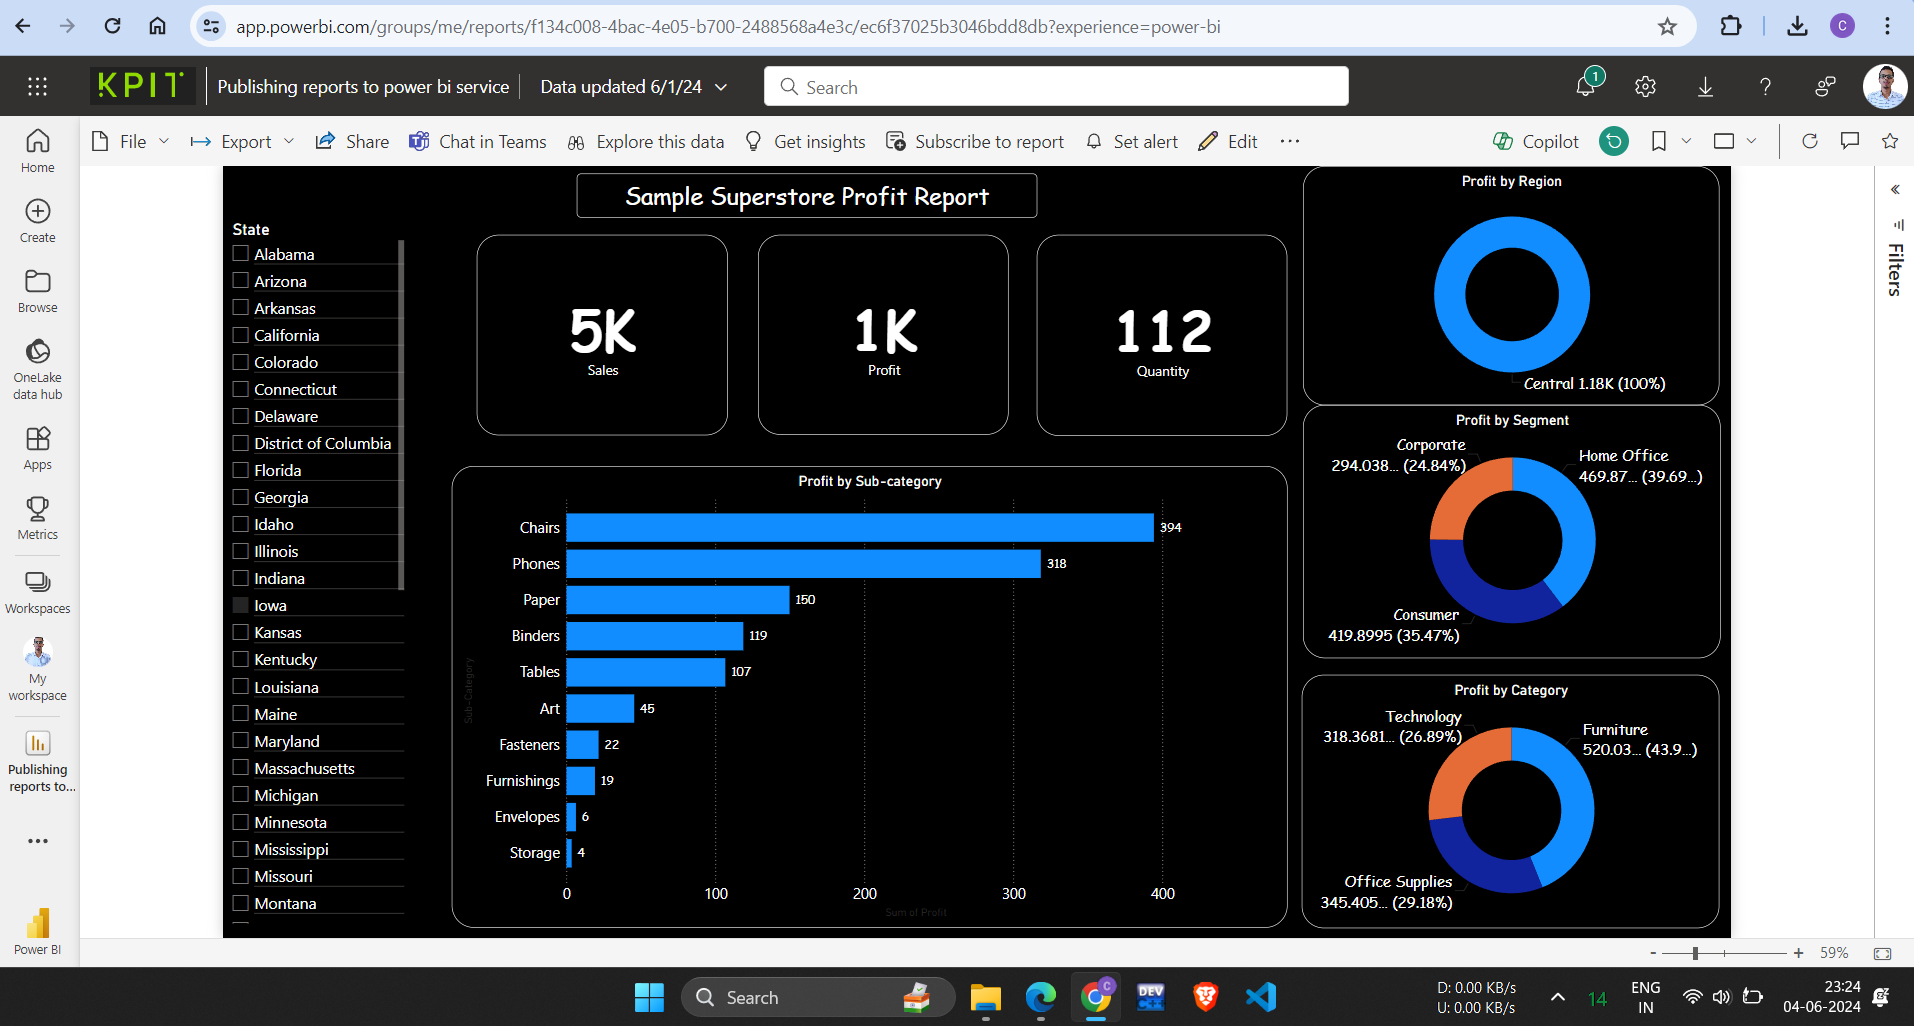 app.powerbi.com/groups/me/reports/f134c008-4bac-4e05-b700-2488568a4e3c/ec6f37025b3046bdd8db?experience=power-bi
C
KPIT
Publishing reports to power bi service
Data updated 6/1/24
Search
1
File
Export
Share
Chat in Teams
Explore this data
Get insights
Subscribe to report
Set alert
Edit
Copilot
Home
Create
Browse
OneLake
data hub
Apps
Metrics
Workspaces
My
workspace
Publishing
reports to...
Power BI
Sample Superstore Profit Report
State
Alabama
Arizona
Arkansas
California
Colorado
Connecticut
Delaware
District of Columbia
Florida
Georgia
Idaho
Illinois
Indiana
Iowa
Kansas
Kentucky
Louisiana
Maine
Maryland
Massachusetts
Michigan
Minnesota
Mississippi
Missouri
Montana
5K
Sales
1K
Profit
112
Quantity
Profit by Sub-category
Sub-Category
Chairs 394
Phones 318
Paper 150
Binders 119
Tables 107
Art 45
Fasteners 22
Furnishings 19
Envelopes 6
Storage 4
0 100 200 300 400
Sum of Profit
Profit by Region
Central 1.18K (100%)
Profit by Segment
Corporate
294.038... (24.84%)
Home Office
469.87... (39.69...)
Consumer
419.8995 (35.47%)
Profit by Category
Technology
318.3681... (26.89%)
Furniture
520.03... (43.9...)
Office Supplies
345.405... (29.18%)
Filters
- + 59%
Search
C
DEV
C++
D: 0.00 KB/s
U: 0.00 KB/s
14
ENG
IN
23:24
04-06-2024